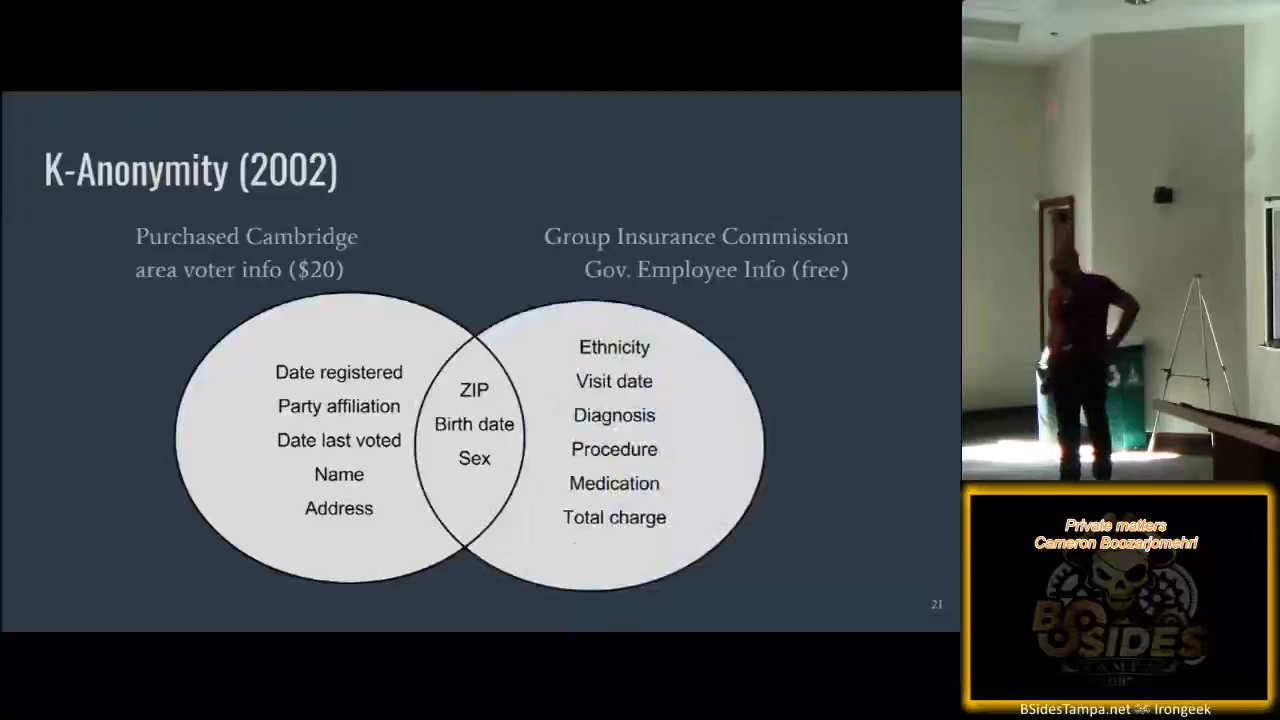 K-Anonymity (2002)
Purchased Cambridge
area voter info ($20)
Group Insurance Commission
Gov. Employee Info (free)
Date registered
Party affiliation
Date last voted
Name
Address
ZIP
Birth date
Sex
Ethnicity
Visit date
Diagnosis
Procedure
Medication
Total charge
21
Private matters
Cameron Boozarjomehri
BSIDES
TAMPA
BSidesTampa.net
Irongeek